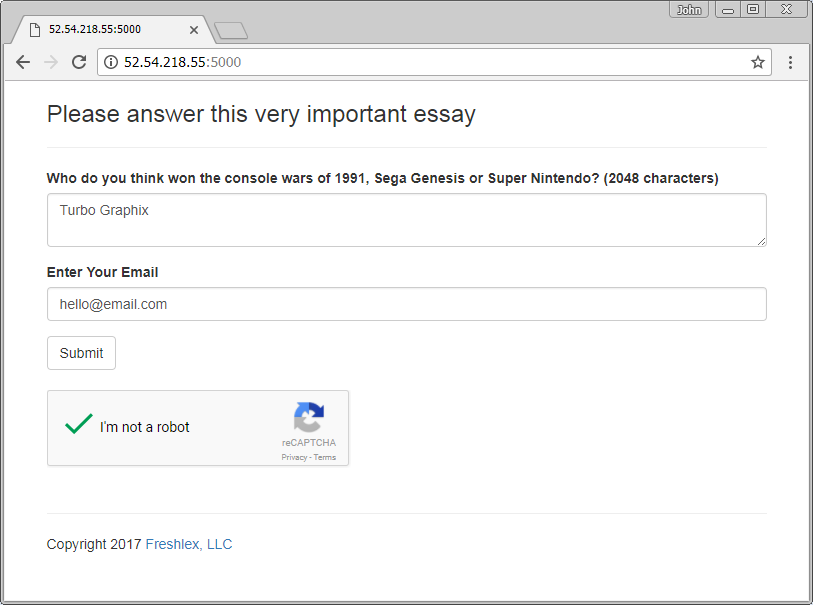 John
52.54.218.55:5000
52.54.218.55:5000
Please answer this very important essay
Who do you think won the console wars of 1991, Sega Genesis or Super Nintendo? (2048 characters)
Turbo Graphix
Enter Your Email
hello@email.com
Submit
I'm not a robot
reCAPTCHA
Privacy - Terms
Copyright 2017 Freshlex, LLC